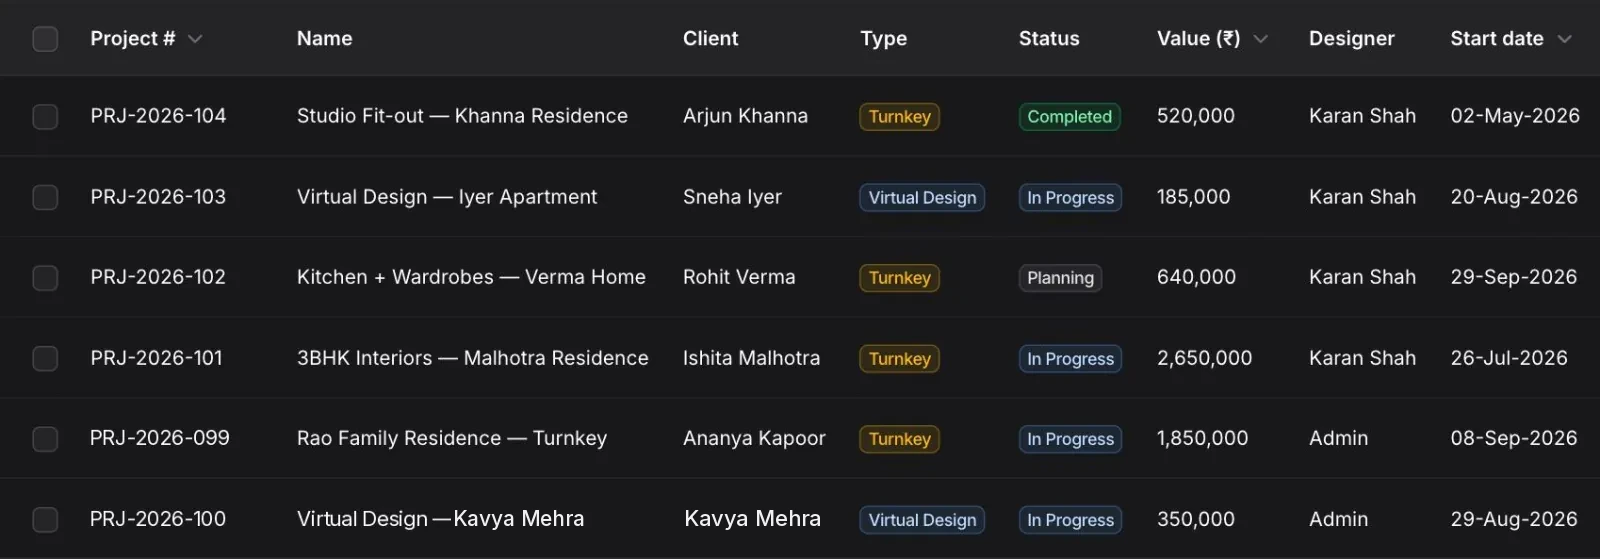 Project # Name Client Type Status Value (₹) Designer Start date
PRJ-2026-104 Studio Fit-out — Khanna Residence Arjun Khanna Turnkey Completed 520,000 Karan Shah 02-May-2026
PRJ-2026-103 Virtual Design — Iyer Apartment Sneha Iyer Virtual Design In Progress 185,000 Karan Shah 20-Aug-2026
PRJ-2026-102 Kitchen + Wardrobes — Verma Home Rohit Verma Turnkey Planning 640,000 Karan Shah 29-Sep-2026
PRJ-2026-101 3BHK Interiors — Malhotra Residence Ishita Malhotra Turnkey In Progress 2,650,000 Karan Shah 26-Jul-2026
PRJ-2026-099 Rao Family Residence — Turnkey Ananya Kapoor Turnkey In Progress 1,850,000 Admin 08-Sep-2026
PRJ-2026-100 Virtual Design —Kavya Mehra Kavya Mehra Virtual Design In Progress 350,000 Admin 29-Aug-2026